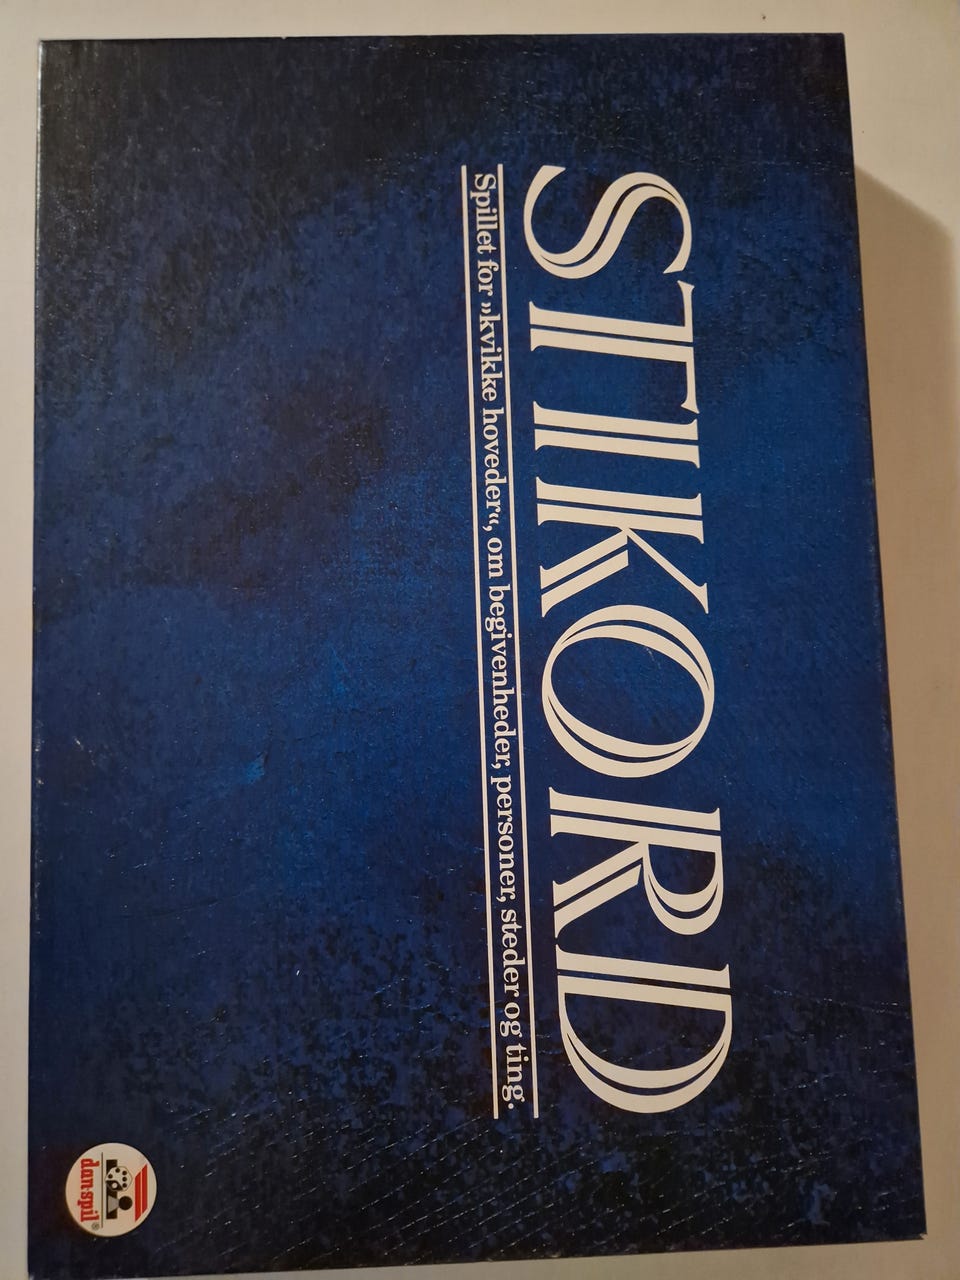 STIKORD
Spillet for »kvikke hoveder«, om begivenheder, personer, steder og ting.
dan-spil®